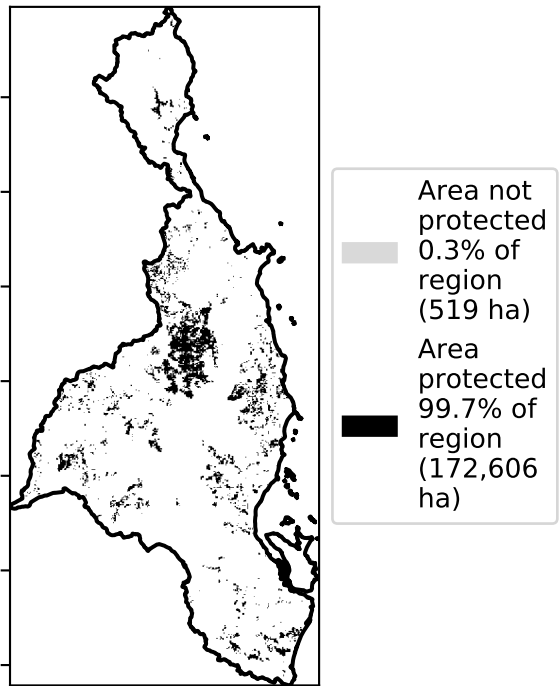 Area not
protected
0.3% of
region
(519 ha)
Area
protected
99.7% of
region
(172,606
ha)